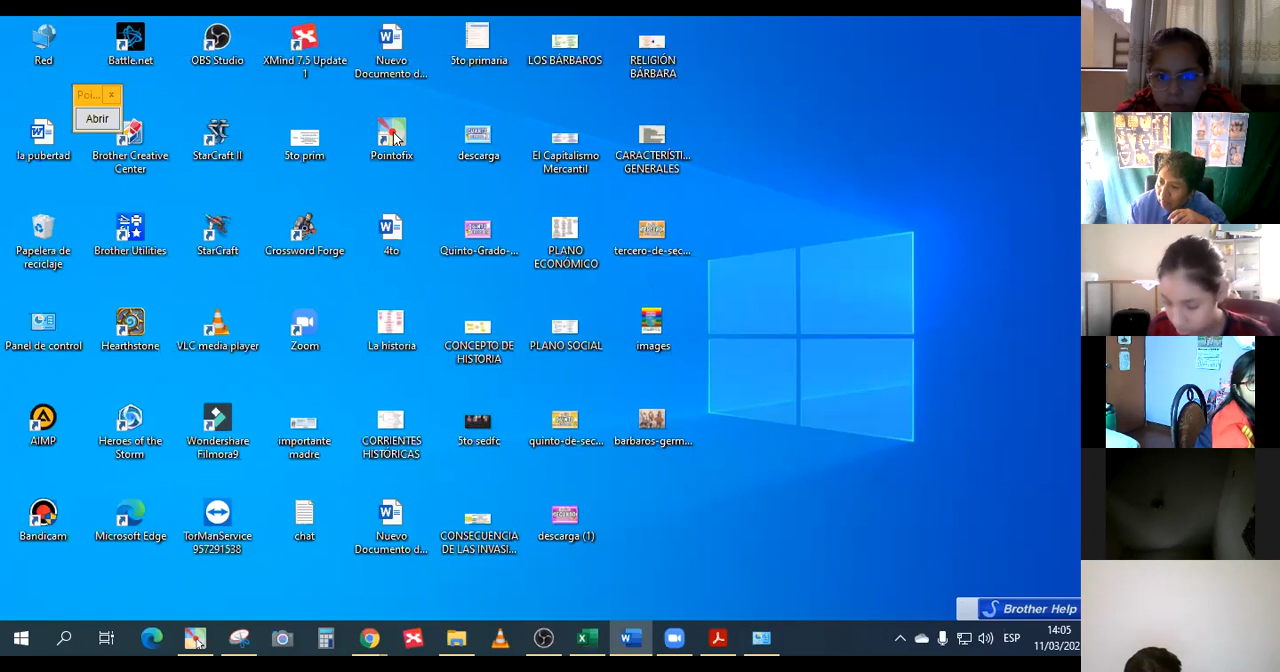 Red
Battle.net
OBS Studio
XMind 7.5 Update
1
Nuevo
Documento d...
5to primaria
LOS BÁRBAROS
RELIGIÓN
BÁRBARA
Poi... x
Abrir
la pubertad
Brother Creative
Center
StarCraft II
5to prim
Pointofix
descarga
El Capitalismo
Mercantil
CARACTERÍSTI...
GENERALES
Papelera de
reciclaje
Brother Utilities
StarCraft
Crossword Forge
4to
Quinto-Grado-...
PLANO
ECONÓMICO
tercero-de-sec...
Panel de control
Hearthstone
VLC media player
Zoom
La historia
CONCEPTO DE
HISTORIA
PLANO SOCIAL
images
AIMP
Heroes of the
Storm
Wondershare
Filmora9
importante
madre
CORRIENTES
HISTÓRICAS
5to sedfc
quinto-de-sec...
barbaros-germ...
Bandicam
Microsoft Edge
TorManService
957291538
chat
Nuevo
Documento d...
CONSECUENCIA
DE LAS INVASI...
descarga (1)
Brother Help
ESP
14:05
11/03/202